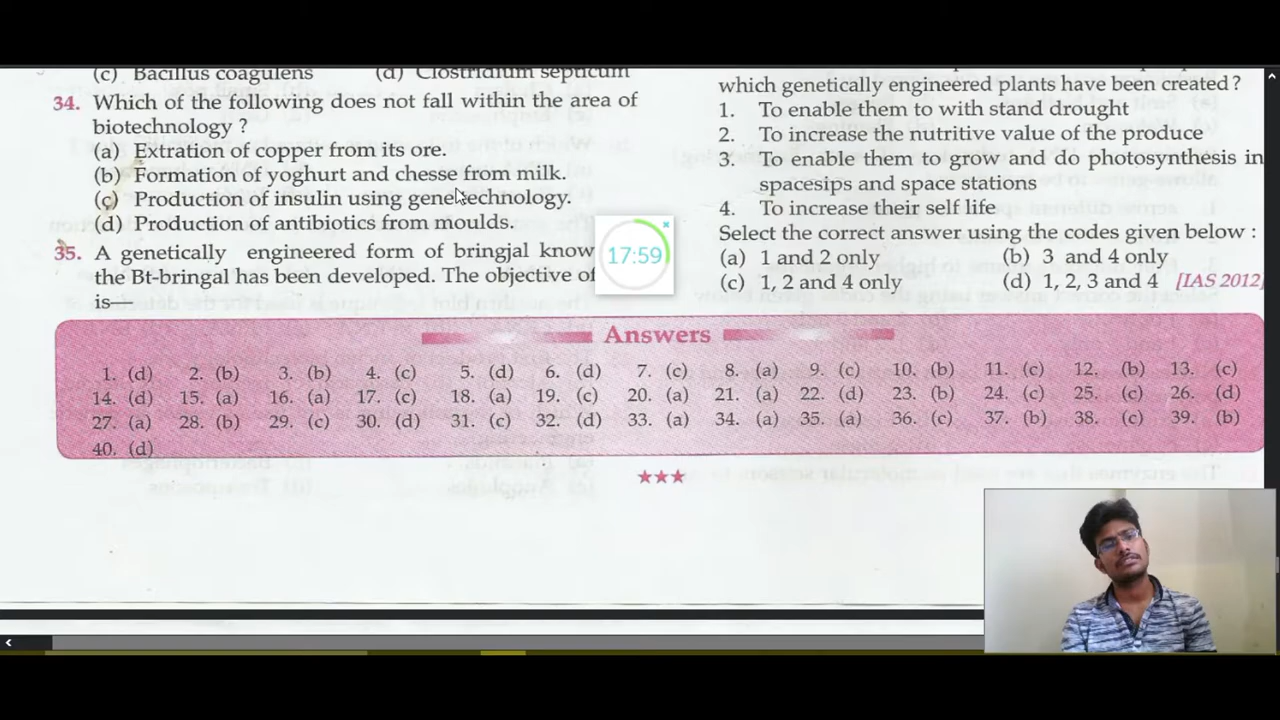 (c) Bacillus coagulens (d) Clostridium septicum
34. Which of the following does not fall within the area of
biotechnology ?
(a) Extration of copper from its ore.
(b) Formation of yoghurt and chesse from milk.
(c) Production of insulin using gene technology.
(d) Production of antibiotics from moulds.
35. A genetically engineered form of bringjal know
the Bt-bringal has been developed. The objective of
is—
which genetically engineered plants have been created ?
1. To enable them to with stand drought
2. To increase the nutritive value of the produce
3. To enable them to grow and do photosynthesis in
spacesips and space stations
4. To increase their self life
Select the correct answer using the codes given below :
(a) 1 and 2 only (b) 3 and 4 only
(c) 1, 2 and 4 only (d) 1, 2, 3 and 4 [IAS 2012]
17:59
Answers
1. (d) 2. (b) 3. (b) 4. (c) 5. (d) 6. (d) 7. (c) 8. (a) 9. (c) 10. (b) 11. (c) 12. (b) 13. (c)
14. (d) 15. (a) 16. (a) 17. (c) 18. (a) 19. (c) 20. (a) 21. (a) 22. (d) 23. (b) 24. (c) 25. (c) 26. (d)
27. (a) 28. (b) 29. (c) 30. (d) 31. (c) 32. (d) 33. (a) 34. (a) 35. (a) 36. (c) 37. (b) 38. (c) 39. (b)
40. (d)